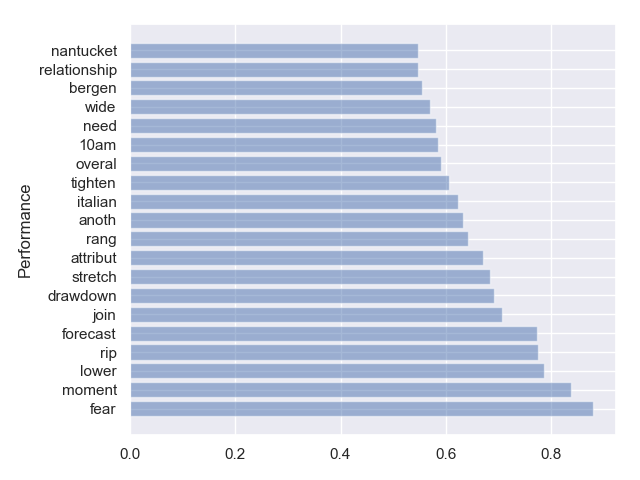 nantucket
relationship
bergen
wide
need
10am
overal
tighten
italian
anoth
rang
attribut
stretch
drawdown
join
forecast
rip
lower
moment
fear
Performance
0.0 0.2 0.4 0.6 0.8